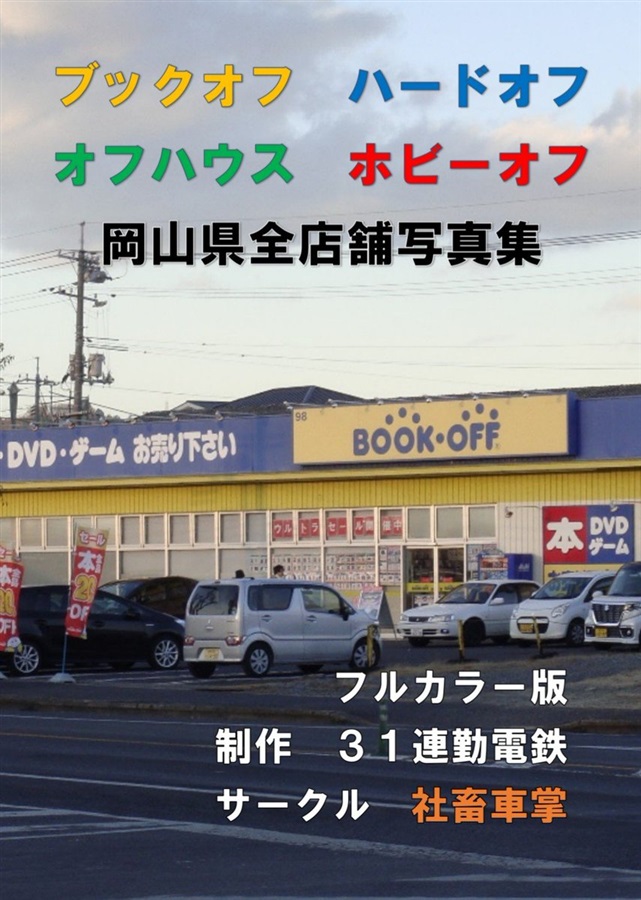 ブックオフ　ハードオフ
オフハウス　ホビーオフ
岡山県全店舗写真集
98
BOOK・OFF
・DVD・ゲーム お売り下さい
ウルトラセール開催中
本 DVD
ゲーム
セール
本
20
OFF
フルカラー版
制作　３１連勤電鉄
サークル　社畜車掌